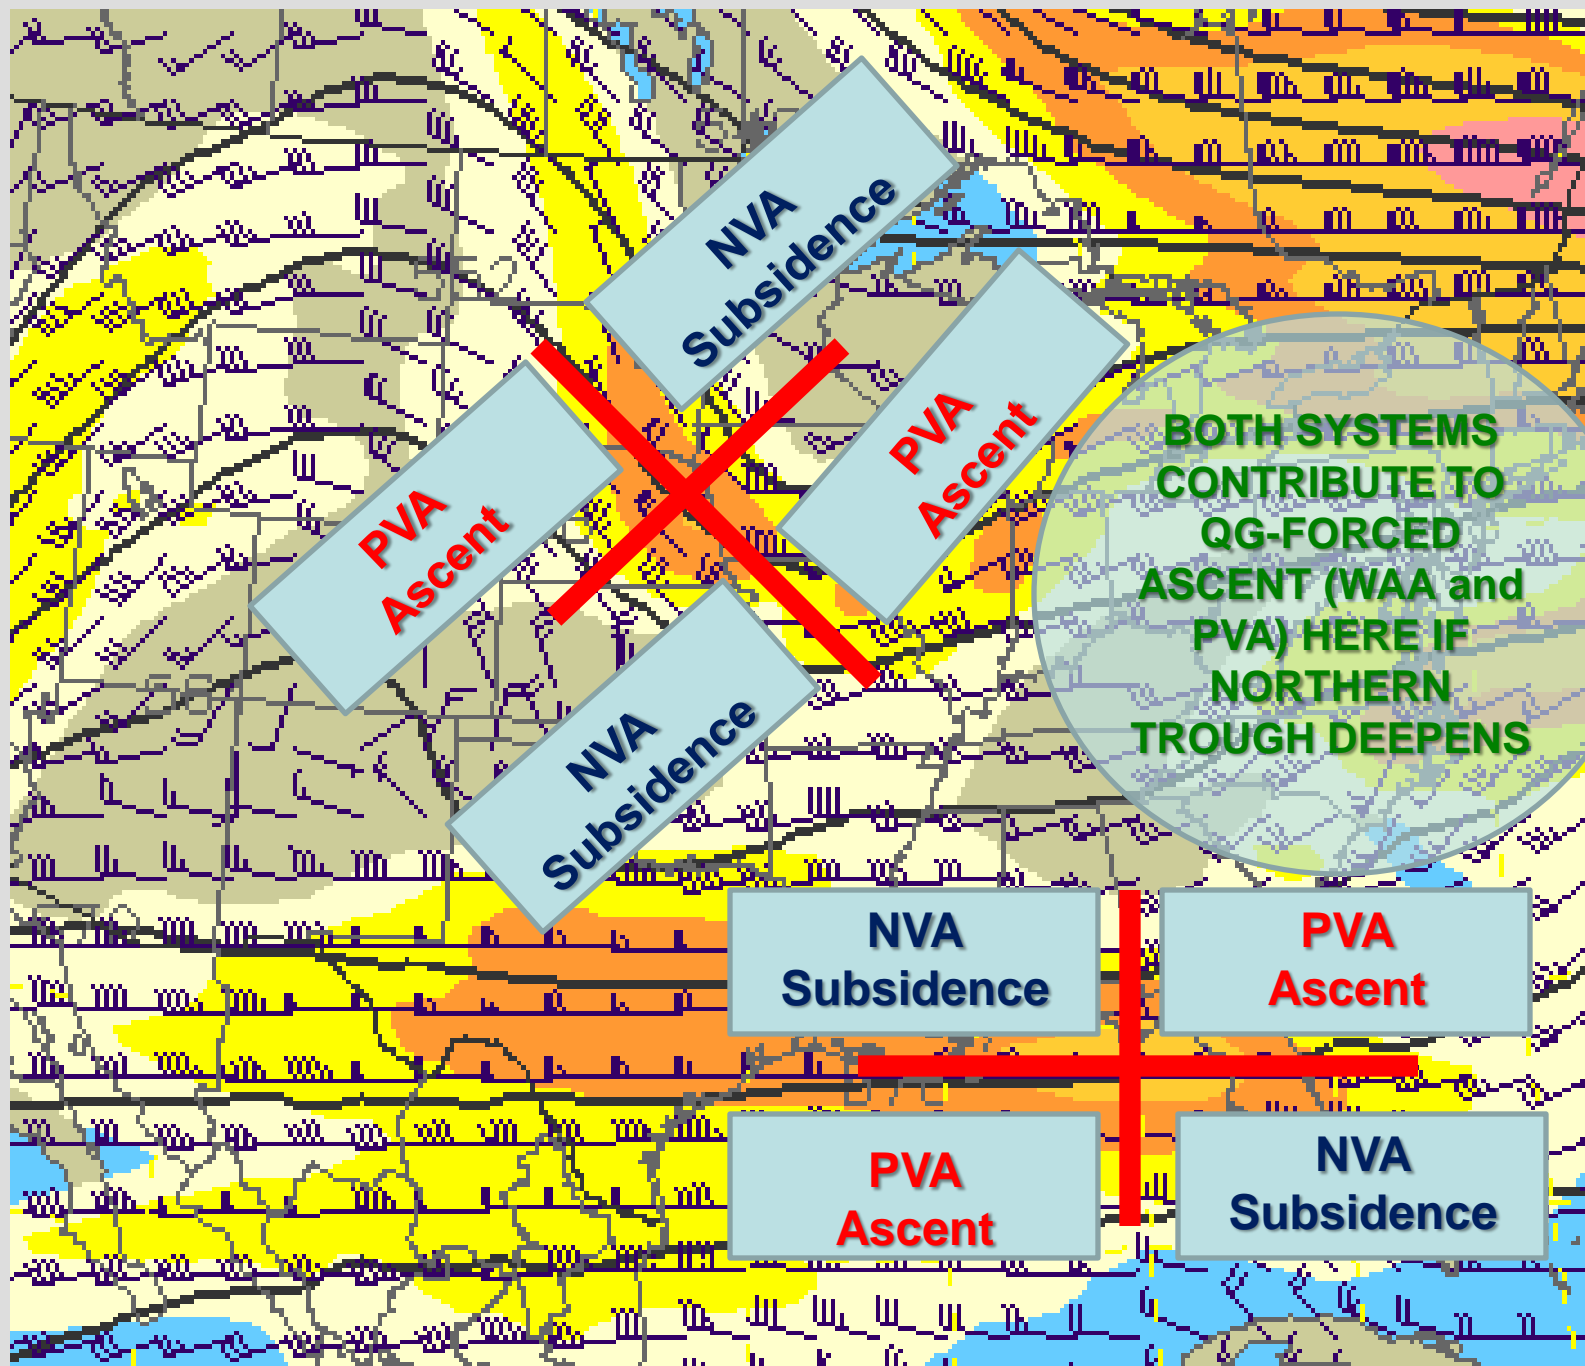 NVA
Subsidence
PVA
Ascent
PVA
Ascent
NVA
Subsidence
BOTH SYSTEMS
CONTRIBUTE TO
QG-FORCED
ASCENT (WAA and
PVA) HERE IF
NORTHERN
TROUGH DEEPENS
NVA
Subsidence
PVA
Ascent
PVA
Ascent
NVA
Subsidence